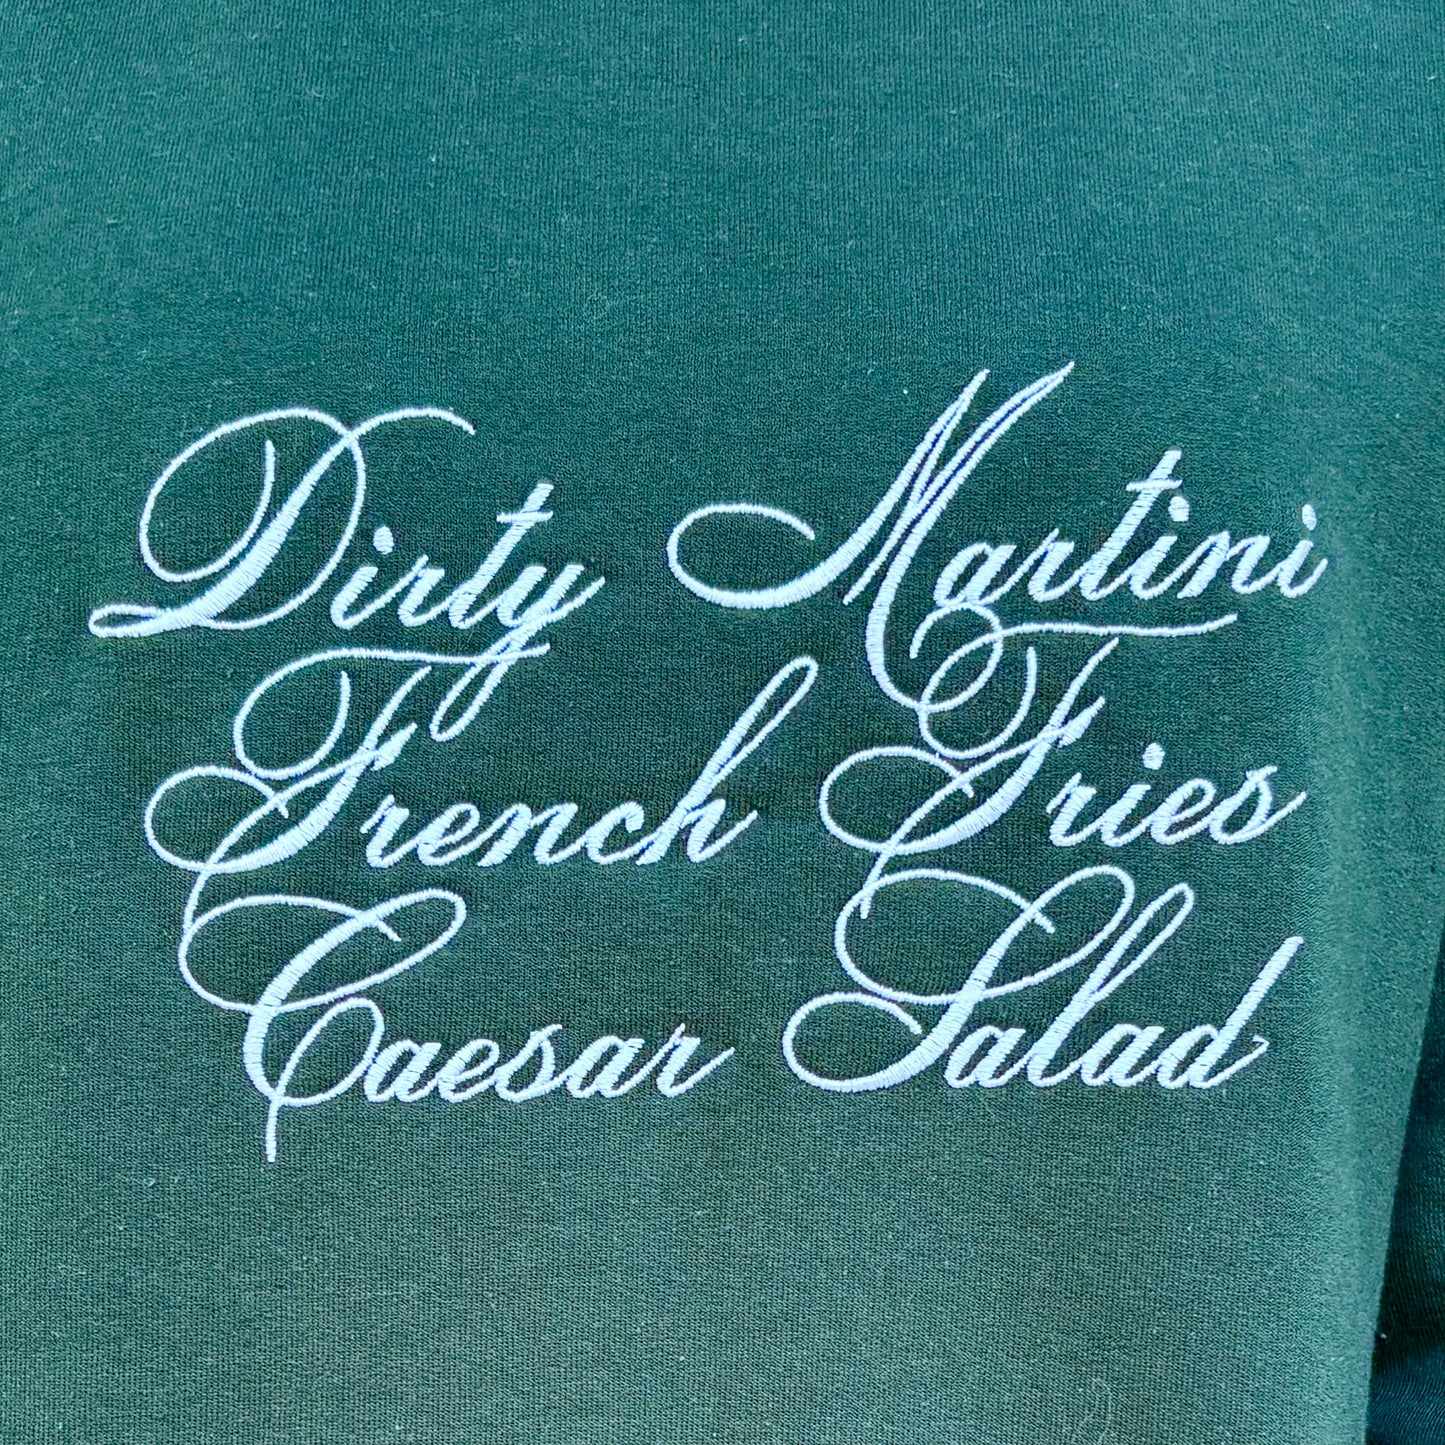 Dirty Martini
French Fries
Caesar Salad